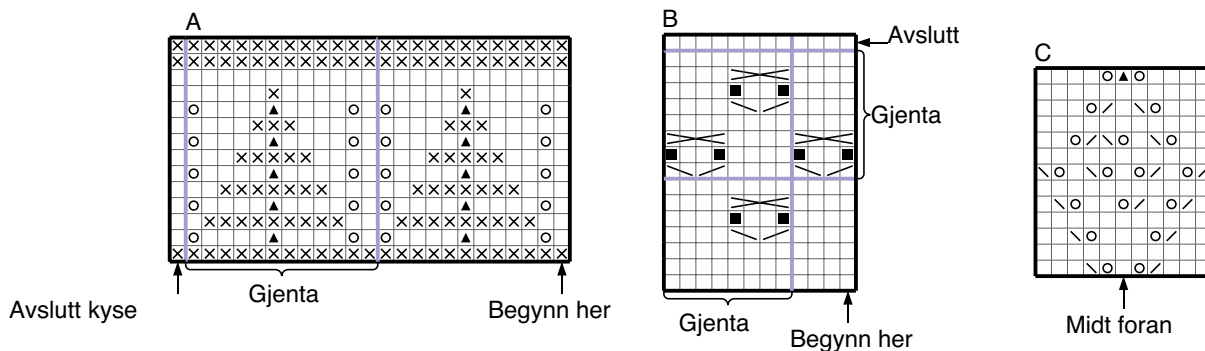 A
Avslutt kyse
Gjenta
Begynn her
B
Avslutt
Gjenta
Gjenta
Begynn her
C
Midt foran